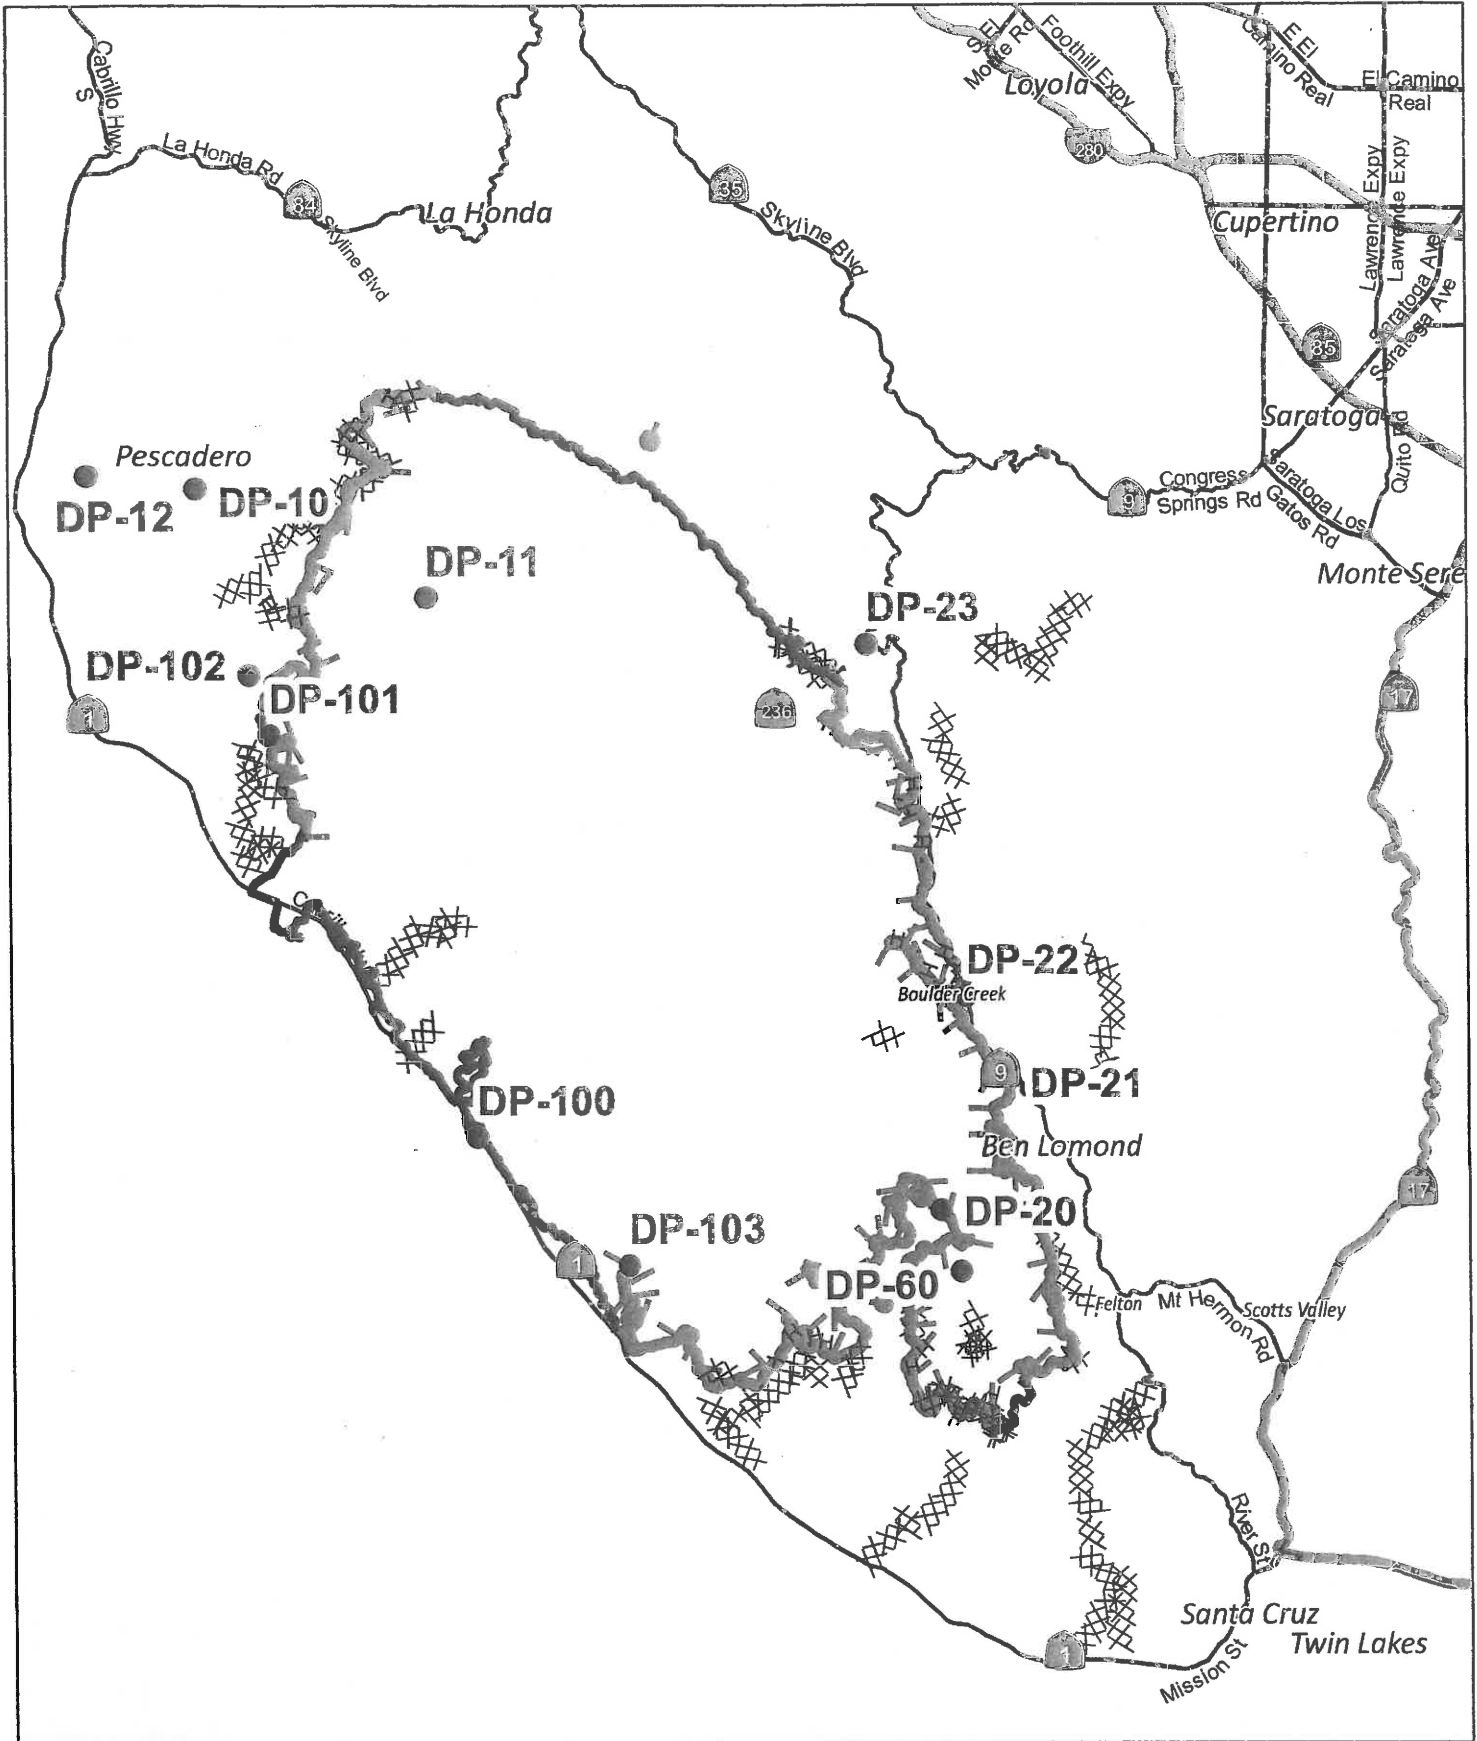 Cabrillo Hwy
S
La Honda Rd
84
Skyline Blvd
La Honda
35
Skyline Blvd
S El
Monte Rd
Foothill Expy
Loyola
280
E El
Camino Real
El Camino
Real
Lawrence Expy
Lawrence Expy
Cupertino
Saratoga Ave
Saratoga Ave
85
Saratoga
Quito Rd
Congress
Springs Rd
9
Saratoga Los
Gatos Rd
Monte Sere
Pescadero
DP-12
DP-10
DP-11
DP-23
DP-102
DP-101
1
236
17
DP-22
Boulder Creek
9
DP-21
DP-100
Ben Lomond
17
DP-20
DP-103
1
DP-60
Felton
Mt Hermon Rd
Scotts Valley
River St
Santa Cruz
Twin Lakes
1
Mission St